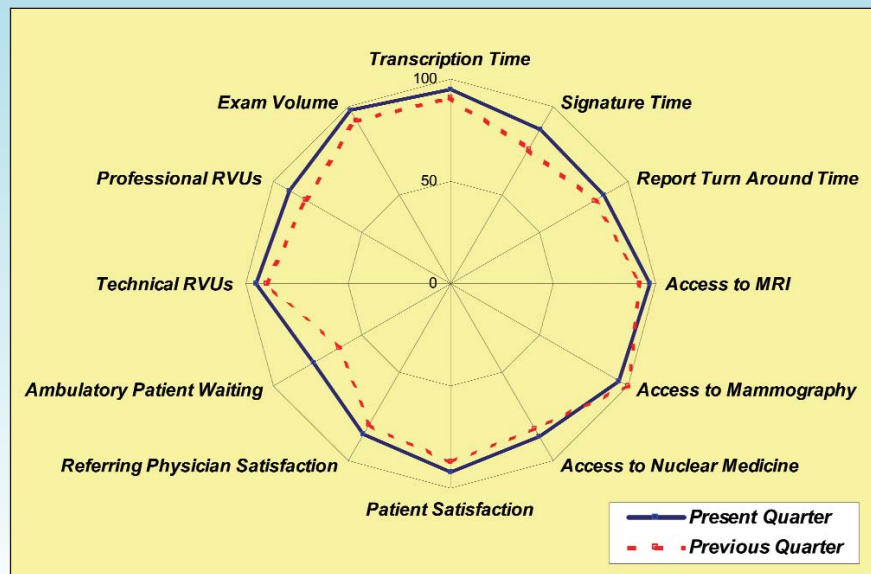 Transcription Time
100
Exam Volume
Signature Time
Professional RVUs
Report Turn Around Time
50
Technical RVUs
0
Access to MRI
Ambulatory Patient Waiting
Access to Mammography
Referring Physician Satisfaction
Access to Nuclear Medicine
Patient Satisfaction
Present Quarter
Previous Quarter